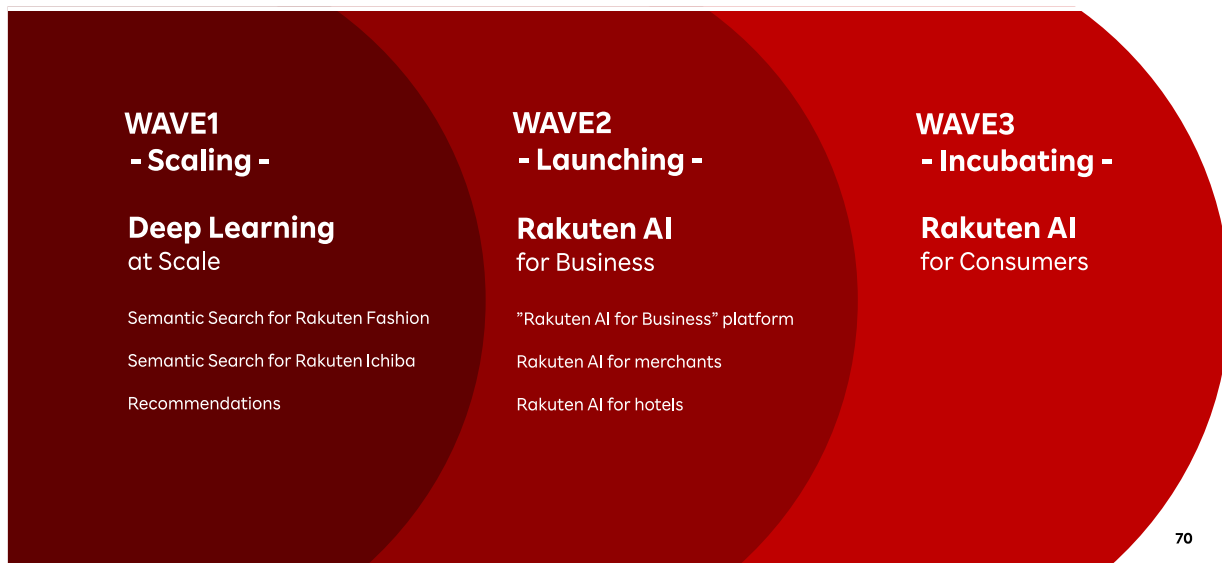 WAVE1
- Scaling -
Deep Learning
at Scale
Semantic Search for Rakuten Fashion
Semantic Search for Rakuten Ichiba
Recommendations
WAVE2
- Launching -
Rakuten AI
for Business
”Rakuten AI for Business” platform
Rakuten AI for merchants
Rakuten AI for hotels
WAVE3
- Incubating -
Rakuten AI
for Consumers
70